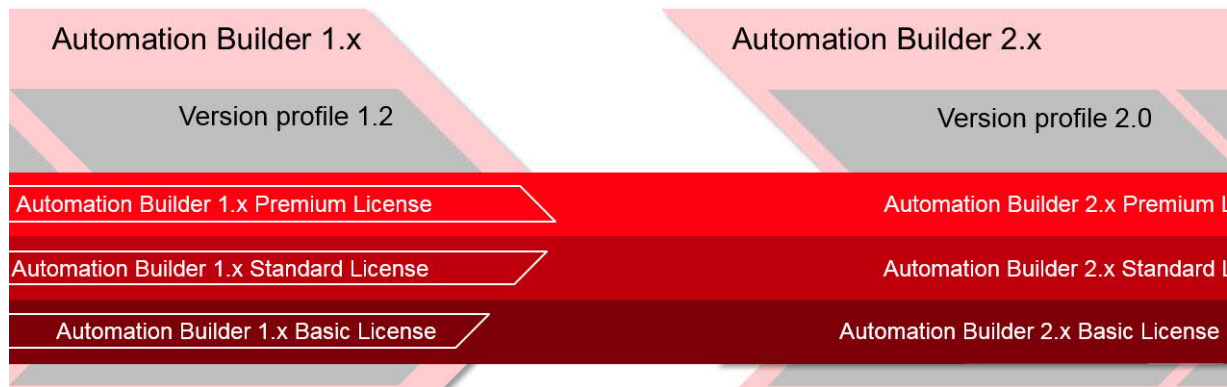 Automation Builder 1.x
Automation Builder 2.x
Version profile 1.2
Version profile 2.0
Automation Builder 1.x Premium License
Automation Builder 2.x Premium L
Automation Builder 1.x Standard License
Automation Builder 2.x Standard L
Automation Builder 1.x Basic License
Automation Builder 2.x Basic License